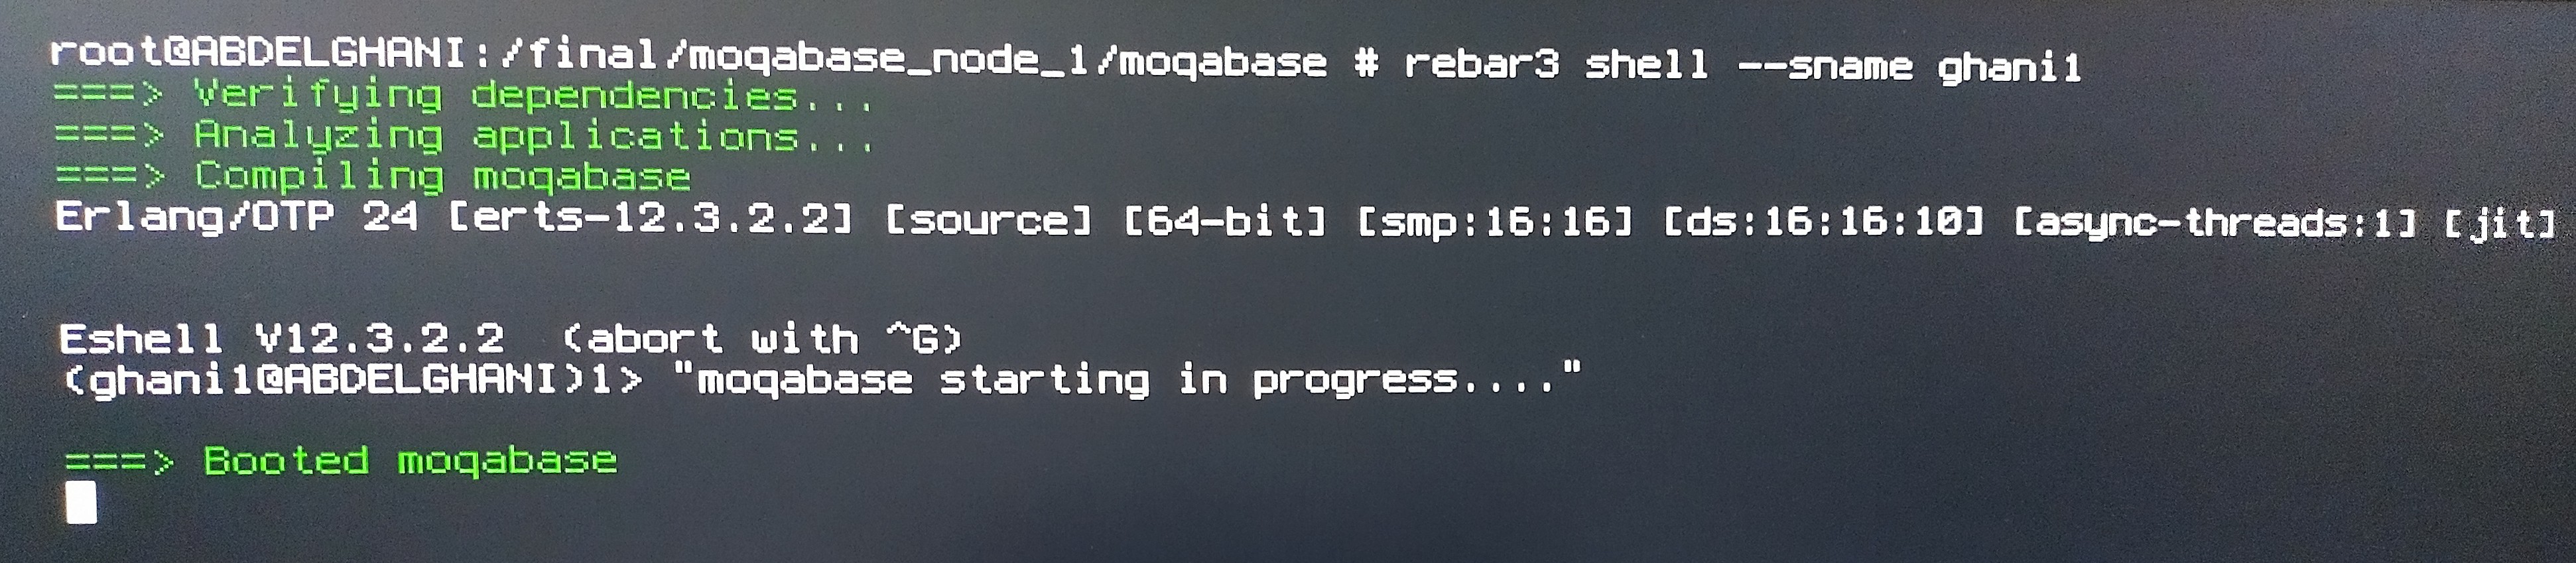 root@ABDELGHANI:/final/moqabase_node_1/moqabase # rebar3 shell --sname ghani1
===> Verifying dependencies...
===> Analyzing applications...
===> Compiling moqabase
Erlang/OTP 24 [erts-12.3.2.2] [source] [64-bit] [smp:16:16] [ds:16:16:10] [async-threads:1] [jit]
Eshell V12.3.2.2  (abort with ^G)
(ghani1@ABDELGHANI)1> "moqabase starting in progress...."
===> Booted moqabase